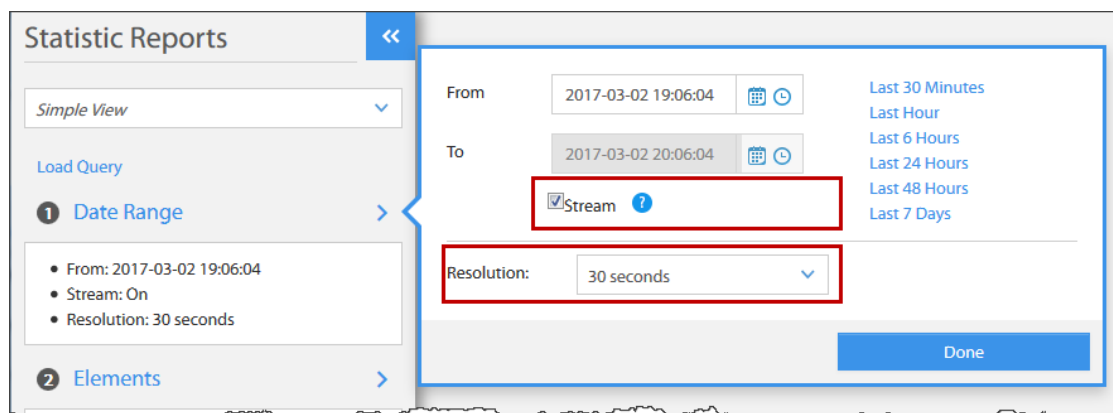 Statistic Reports
Simple View
Load Query
1 Date Range
• From: 2017-03-02 19:06:04
• Stream: On
• Resolution: 30 seconds
2 Elements
From 2017-03-02 19:06:04
To 2017-03-02 20:06:04
Stream ?
Resolution: 30 seconds
Last 30 Minutes
Last Hour
Last 6 Hours
Last 24 Hours
Last 48 Hours
Last 7 Days
Done